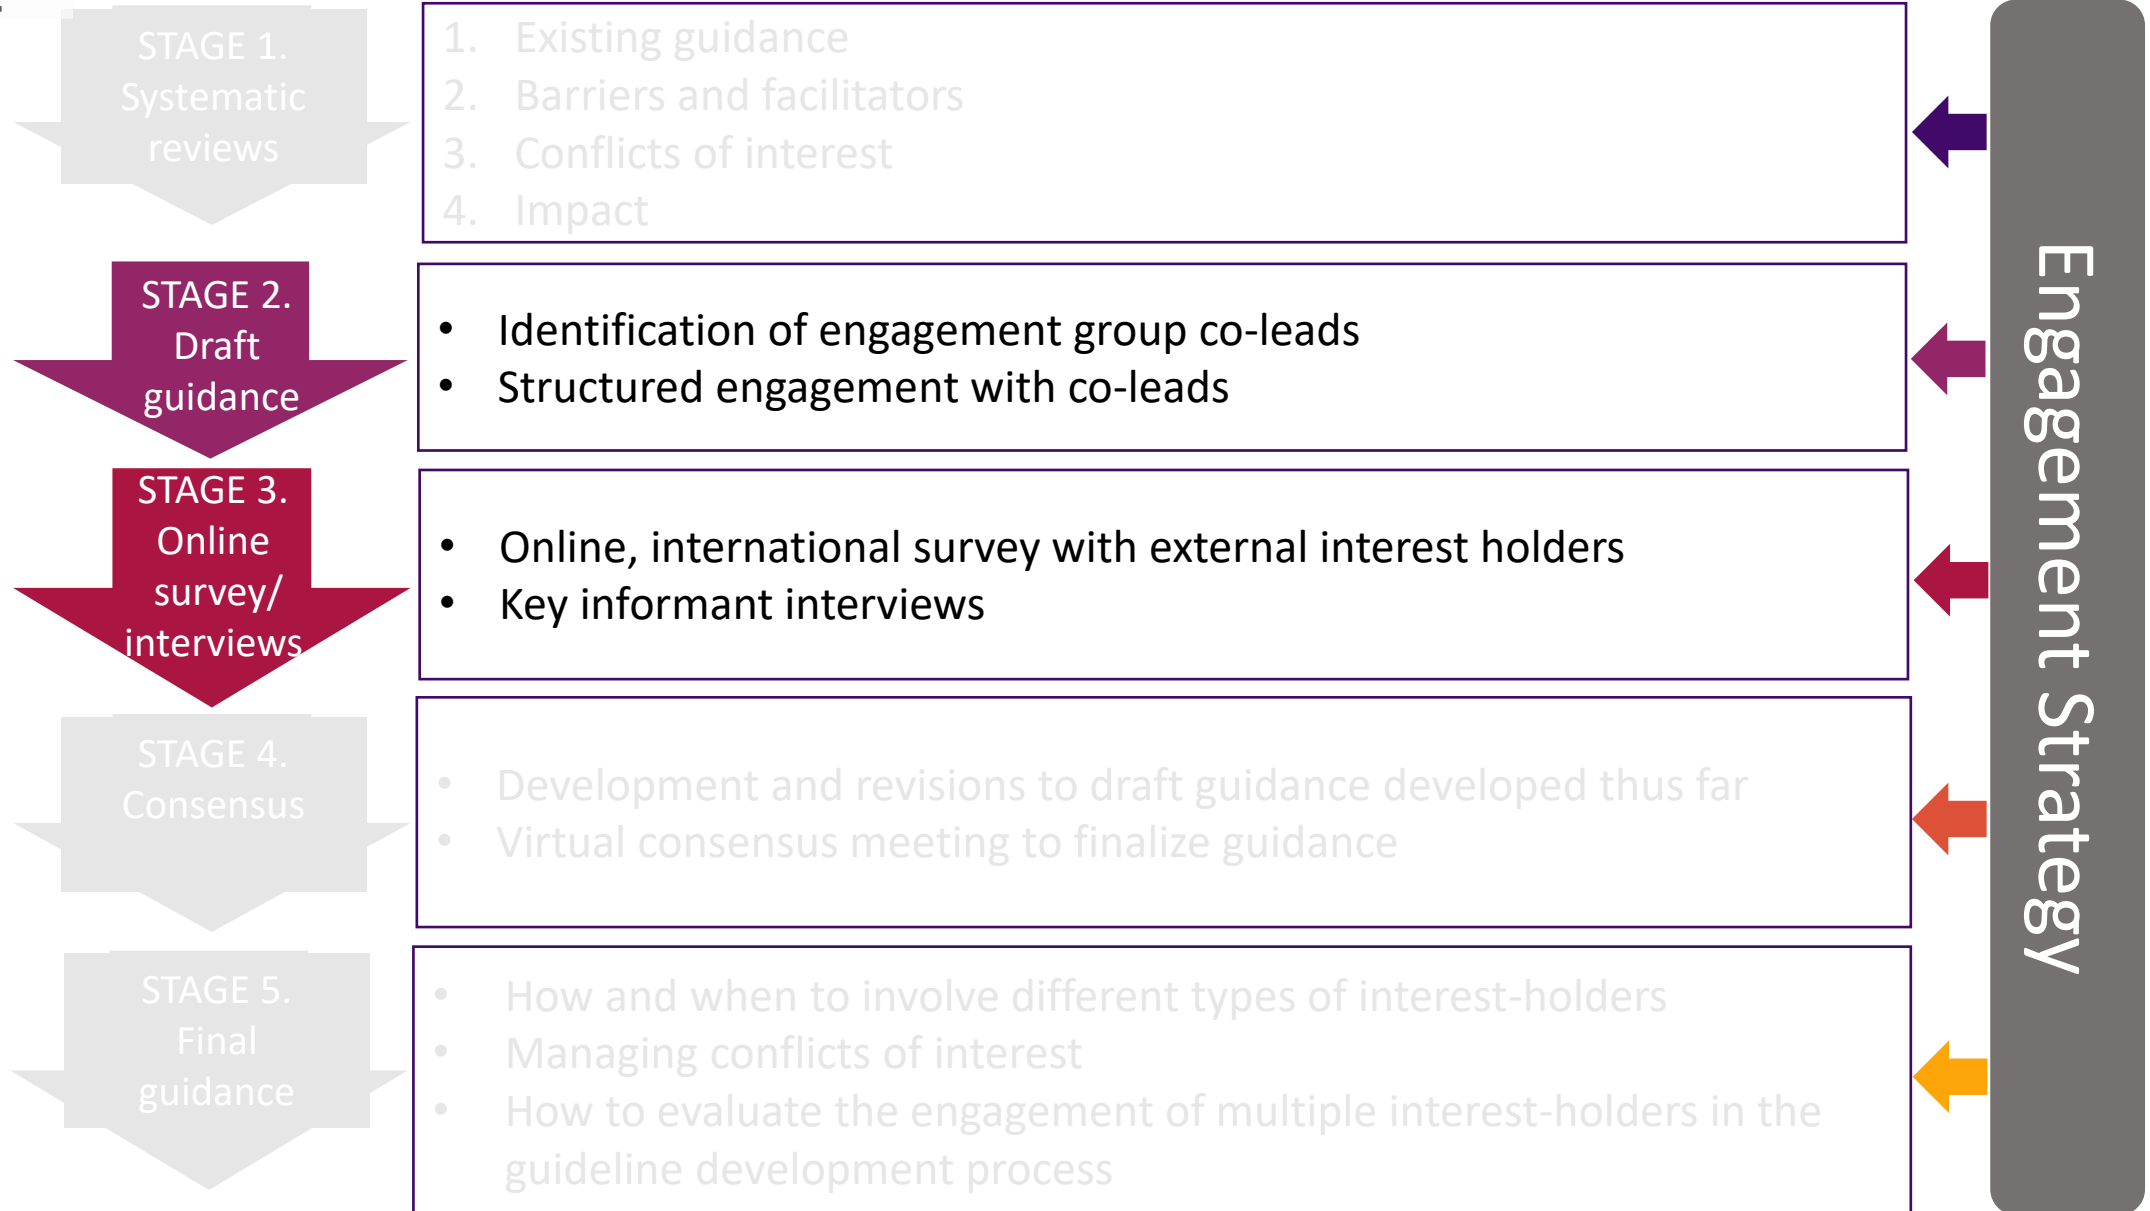 STAGE 1.
Systematic
reviews
1. Existing guidance
2. Barriers and facilitators
3. Conflicts of interest
4. Impact
STAGE 2.
Draft
guidance
• Identification of engagement group co-leads
• Structured engagement with co-leads
STAGE 3.
Online
survey/
interviews
• Online, international survey with external interest holders
• Key informant interviews
STAGE 4.
Consensus
• Development and revisions to draft guidance developed thus far
• Virtual consensus meeting to finalize guidance
STAGE 5.
Final
guidance
• How and when to involve different types of interest-holders
• Managing conflicts of interest
• How to evaluate the engagement of multiple interest-holders in the
guideline development process
Engagement Strategy